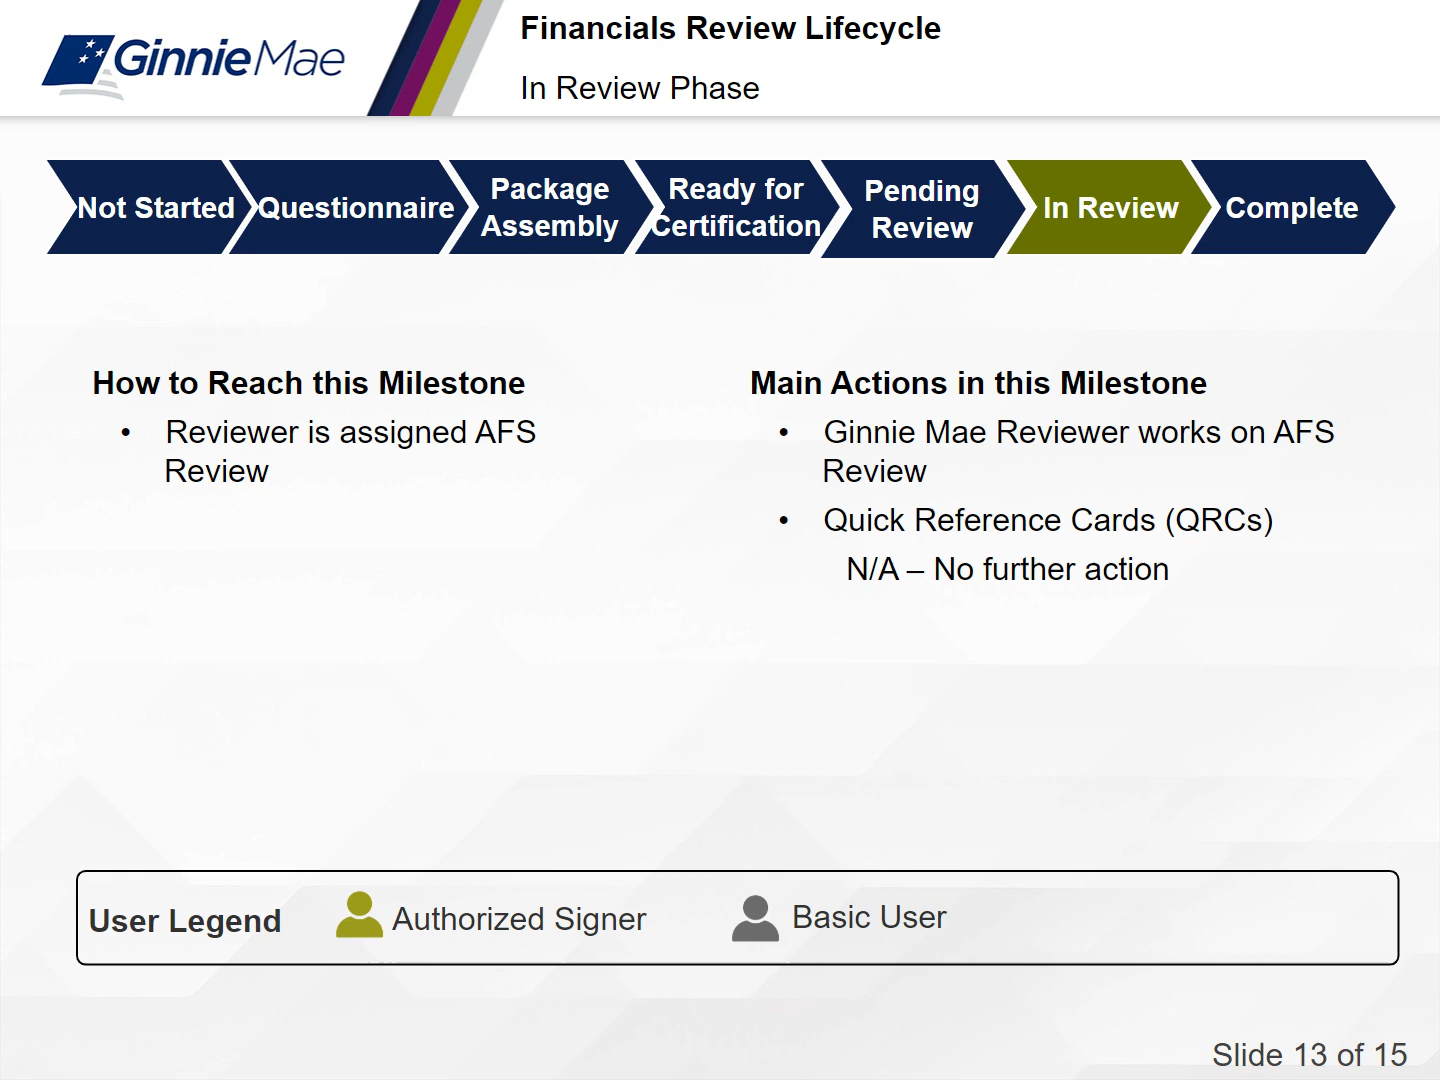 Ginnie Mae
Financials Review Lifecycle
In Review Phase
Not Started
Questionnaire
Package
Assembly
Ready for
Certification
Pending
Review
In Review
Complete
How to Reach this Milestone
• Reviewer is assigned AFS
Review
Main Actions in this Milestone
• Ginnie Mae Reviewer works on AFS
Review
• Quick Reference Cards (QRCs)
N/A – No further action
User Legend
Authorized Signer
Basic User
Slide 13 of 15